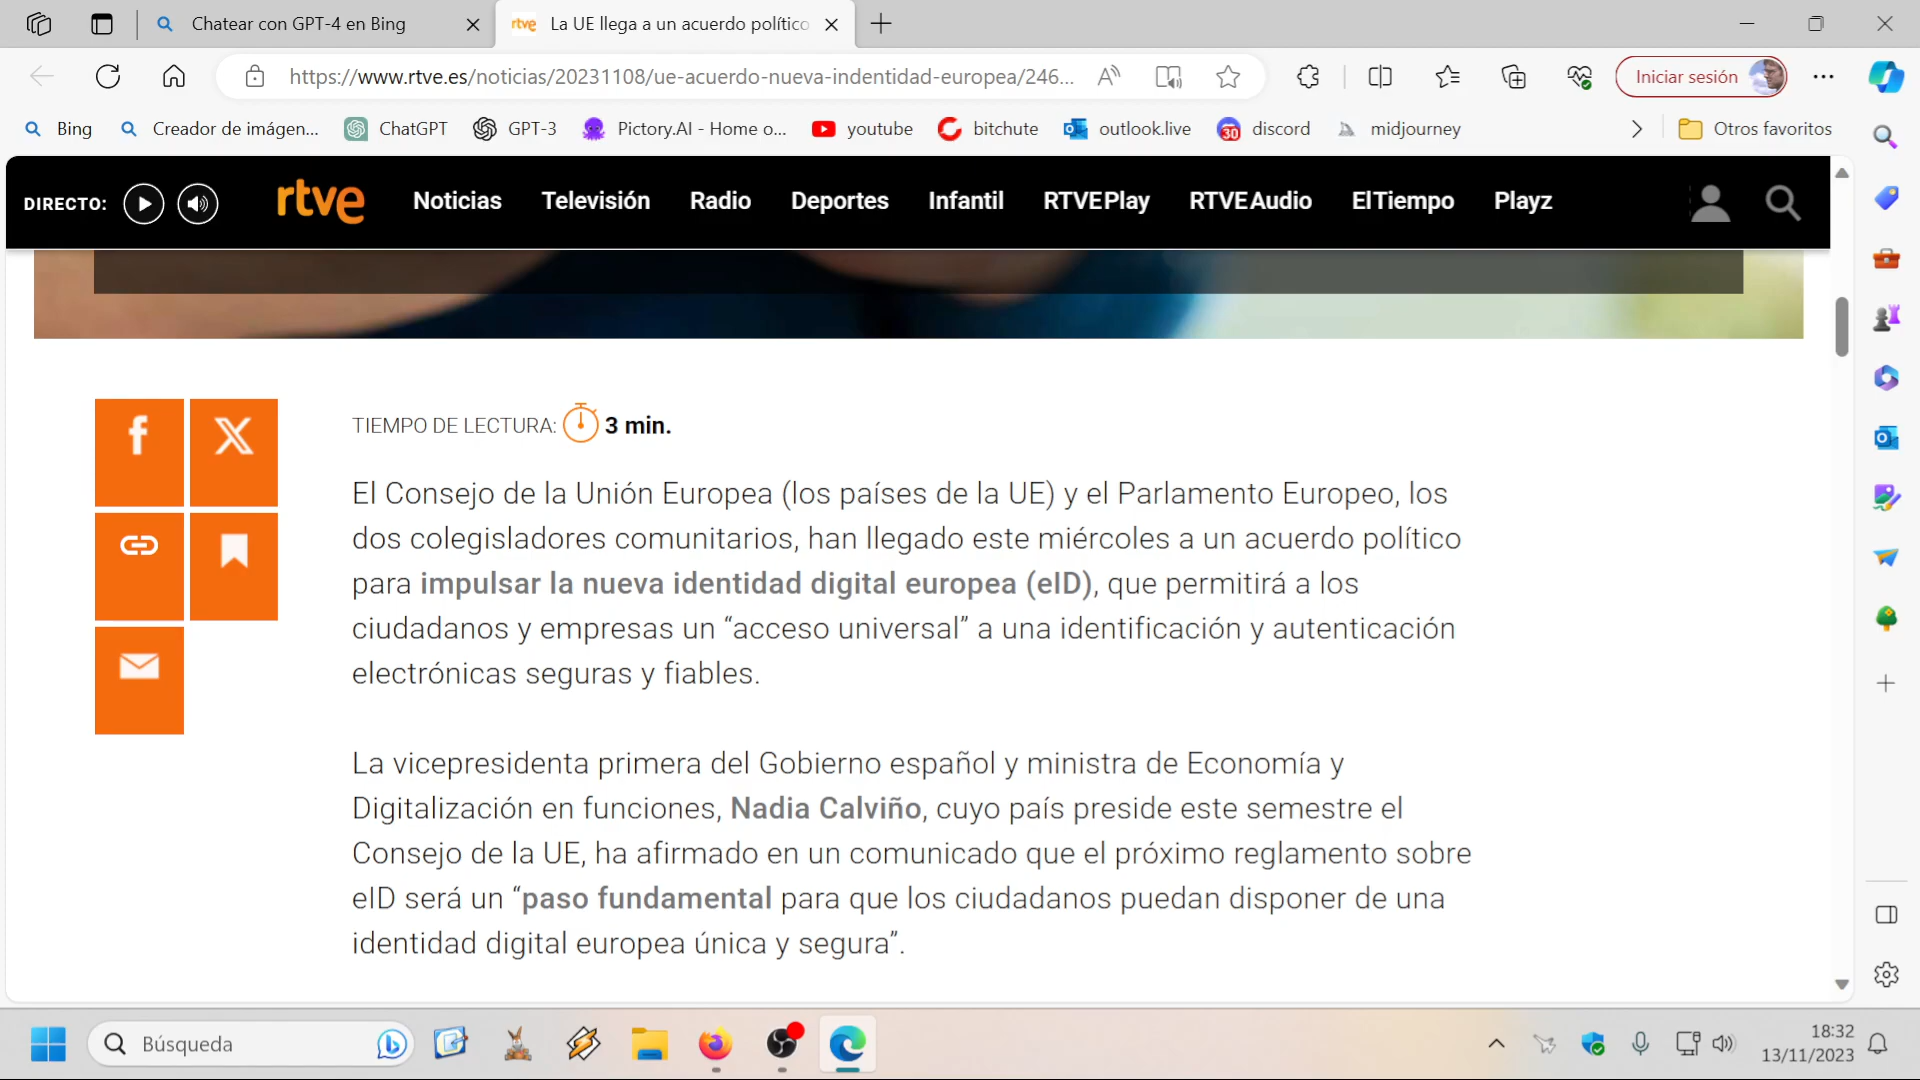 Chatear con GPT-4 en Bing
rtve La UE llega a un acuerdo político
https://www.rtve.es/noticias/20231108/ue-acuerdo-nueva-indentidad-europea/246...
Iniciar sesión
Bing
Creador de imágen...
ChatGPT
GPT-3
Pictory.AI - Home o...
youtube
bitchute
outlook.live
30
discord
midjourney
Otros favoritos
DIRECTO:
rtve
Noticias
Televisión
Radio
Deportes
Infantil
RTVEPlay
RTVEAudio
ElTiempo
Playz
TIEMPO DE LECTURA: 3 min.
El Consejo de la Unión Europea (los países de la UE) y el Parlamento Europeo, los
dos colegisladores comunitarios, han llegado este miércoles a un acuerdo político
para impulsar la nueva identidad digital europea (eID), que permitirá a los
ciudadanos y empresas un “acceso universal” a una identificación y autenticación
electrónicas seguras y fiables.
La vicepresidenta primera del Gobierno español y ministra de Economía y
Digitalización en funciones, Nadia Calviño, cuyo país preside este semestre el
Consejo de la UE, ha afirmado en un comunicado que el próximo reglamento sobre
eID será un “paso fundamental para que los ciudadanos puedan disponer de una
identidad digital europea única y segura”.
Búsqueda
18:32
13/11/2023